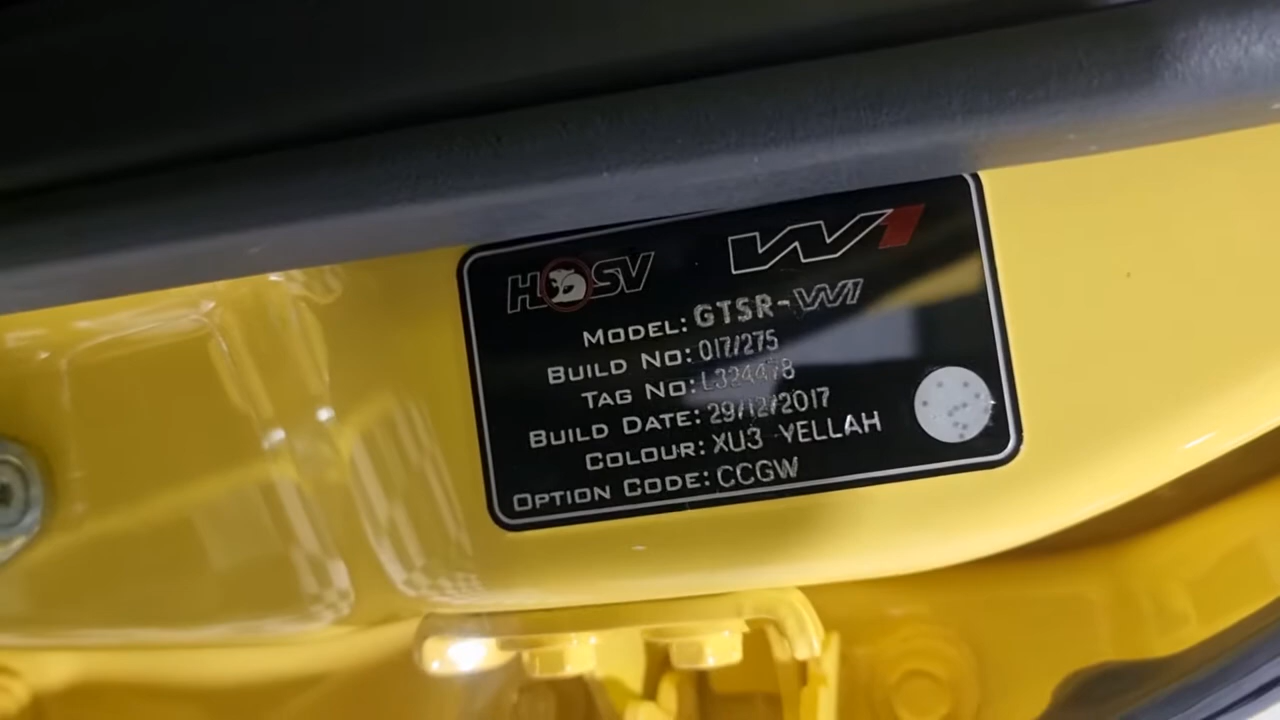 HSV W1
MODEL: GTSR-W1
BUILD NO: 017/275
TAG NO: L324478
BUILD DATE: 29/12/2017
COLOUR: XU3 YELLAH
OPTION CODE: CCGW